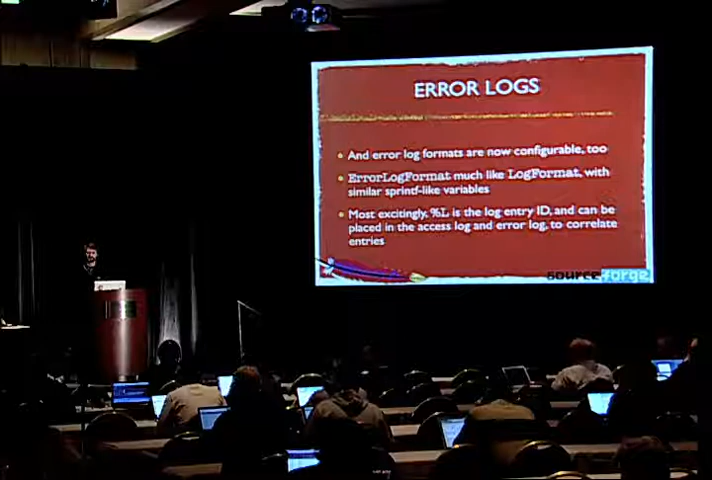 ERROR LOGS
And error log formats are now configurable, too
ErrorLogFormat much like LogFormat, with
similar sprintf-like variables
Most excitingly, %L is the log entry ID, and can be
placed in the access log and error log, to correlate
entries
sourceforge